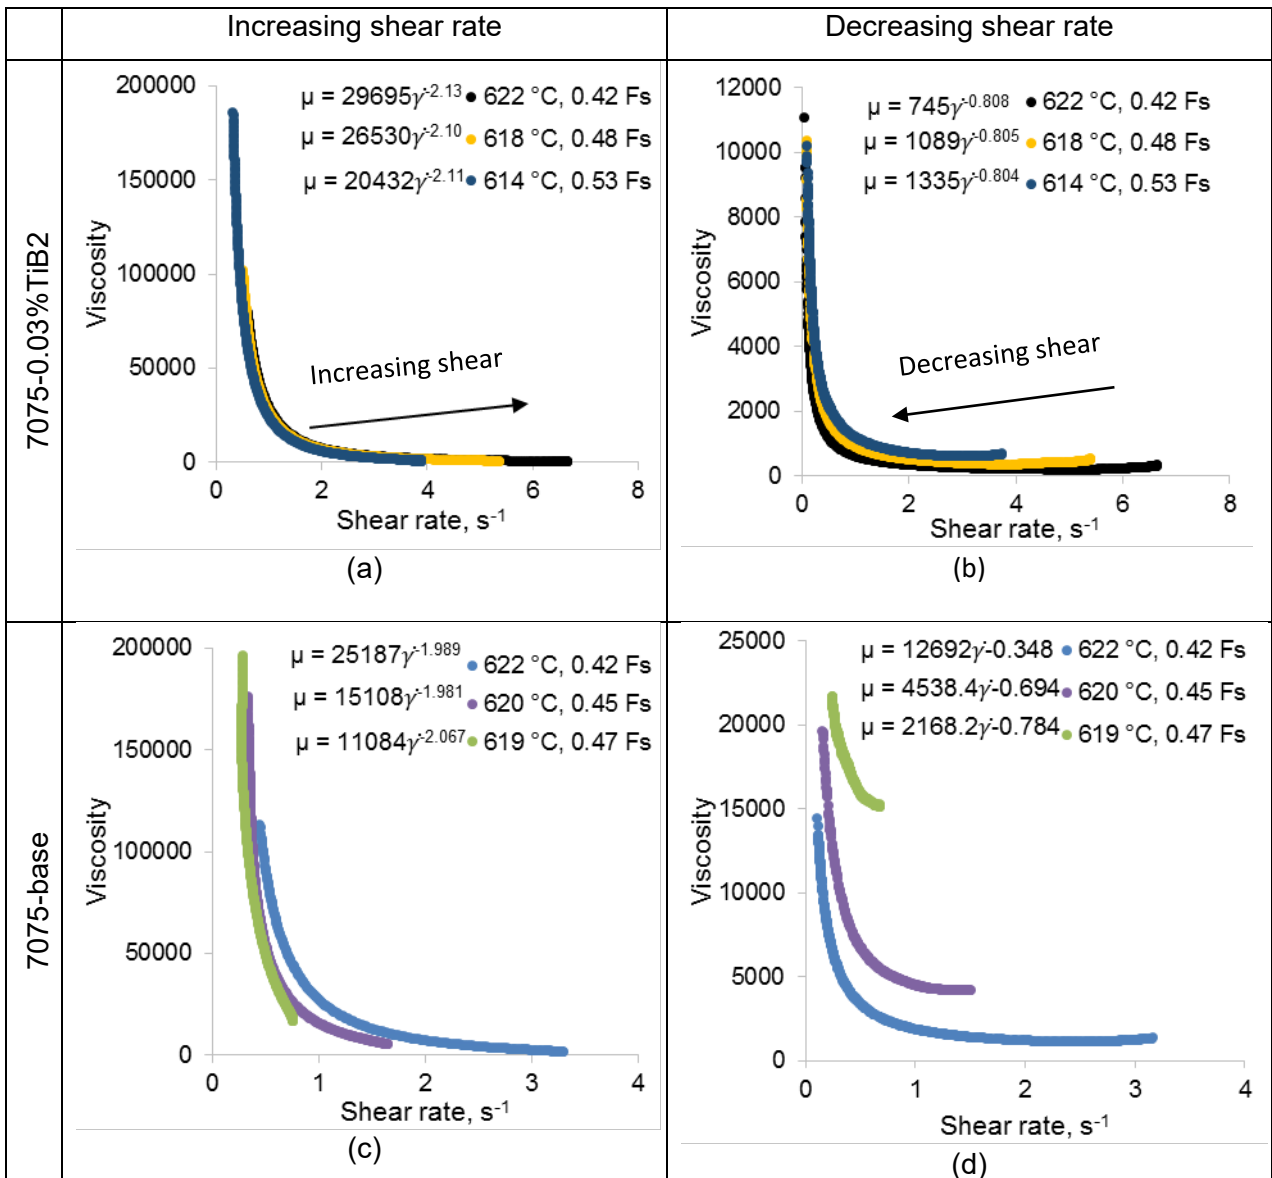 Increasing shear rate
Decreasing shear rate
7075-0.03%TiB2
200000
150000
100000
50000
0
0 2 4 6 8
Viscosity
Shear rate, s-1
μ = 29695γ̇-2.13 622 °C, 0.42 Fs
μ = 26530γ̇-2.10 618 °C, 0.48 Fs
μ = 20432γ̇-2.11 614 °C, 0.53 Fs
Increasing shear
(a)
12000
10000
8000
6000
4000
2000
0
0 2 4 6 8
Viscosity
Shear rate, s-1
μ = 745γ̇-0.808 622 °C, 0.42 Fs
μ = 1089γ̇-0.805 618 °C, 0.48 Fs
μ = 1335γ̇-0.804 614 °C, 0.53 Fs
Decreasing shear
(b)
7075-base
200000
150000
100000
50000
0
0 1 2 3 4
Viscosity
Shear rate, s-1
μ = 25187γ̇-1.989 622 °C, 0.42 Fs
μ = 15108γ̇-1.981 620 °C, 0.45 Fs
μ = 11084γ̇-2.067 619 °C, 0.47 Fs
(c)
25000
20000
15000
10000
5000
0
0 1 2 3 4
Viscosity
Shear rate, s-1
μ = 12692γ̇-0.348 622 °C, 0.42 Fs
μ = 4538.4γ̇-0.694 620 °C, 0.45 Fs
μ = 2168.2γ̇-0.784 619 °C, 0.47 Fs
(d)